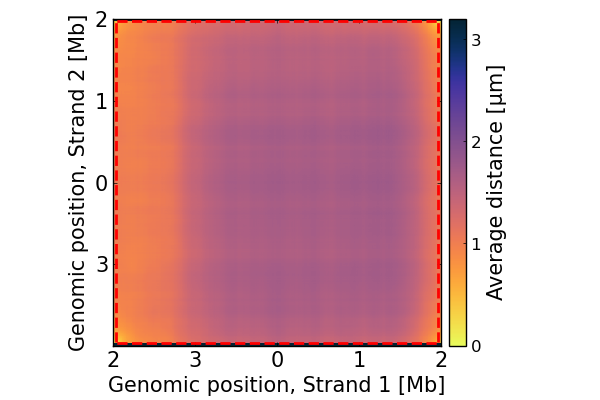 2
1
0
3
Genomic position, Strand 2 [Mb]
2 3 0 1 2
Genomic position, Strand 1 [Mb]
3
2
1
0
Average distance [μm]